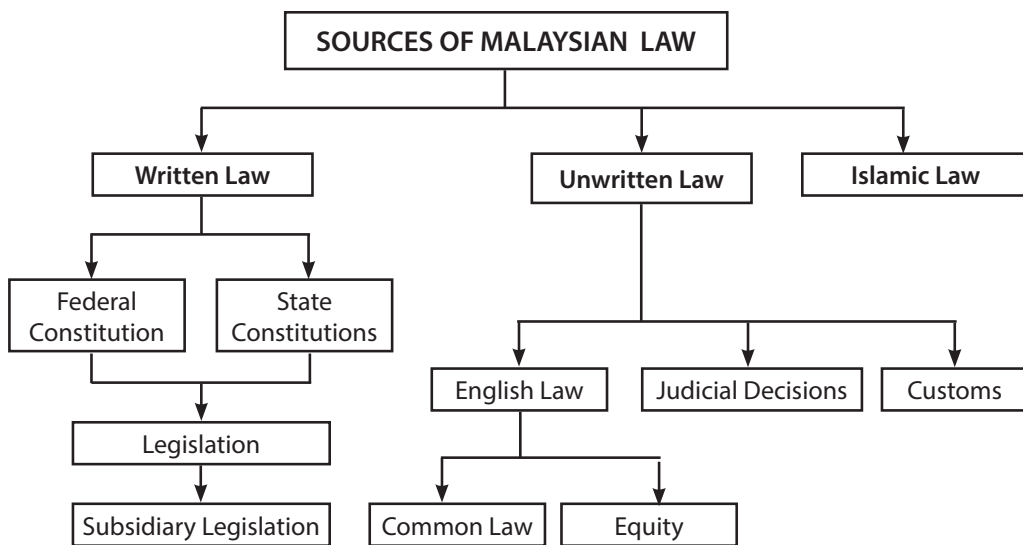 SOURCES OF MALAYSIAN LAW
Written Law
Unwritten Law
Islamic Law
Federal
Constitution
State
Constitutions
English Law
Judicial Decisions
Customs
Legislation
Subsidiary Legislation
Common Law
Equity